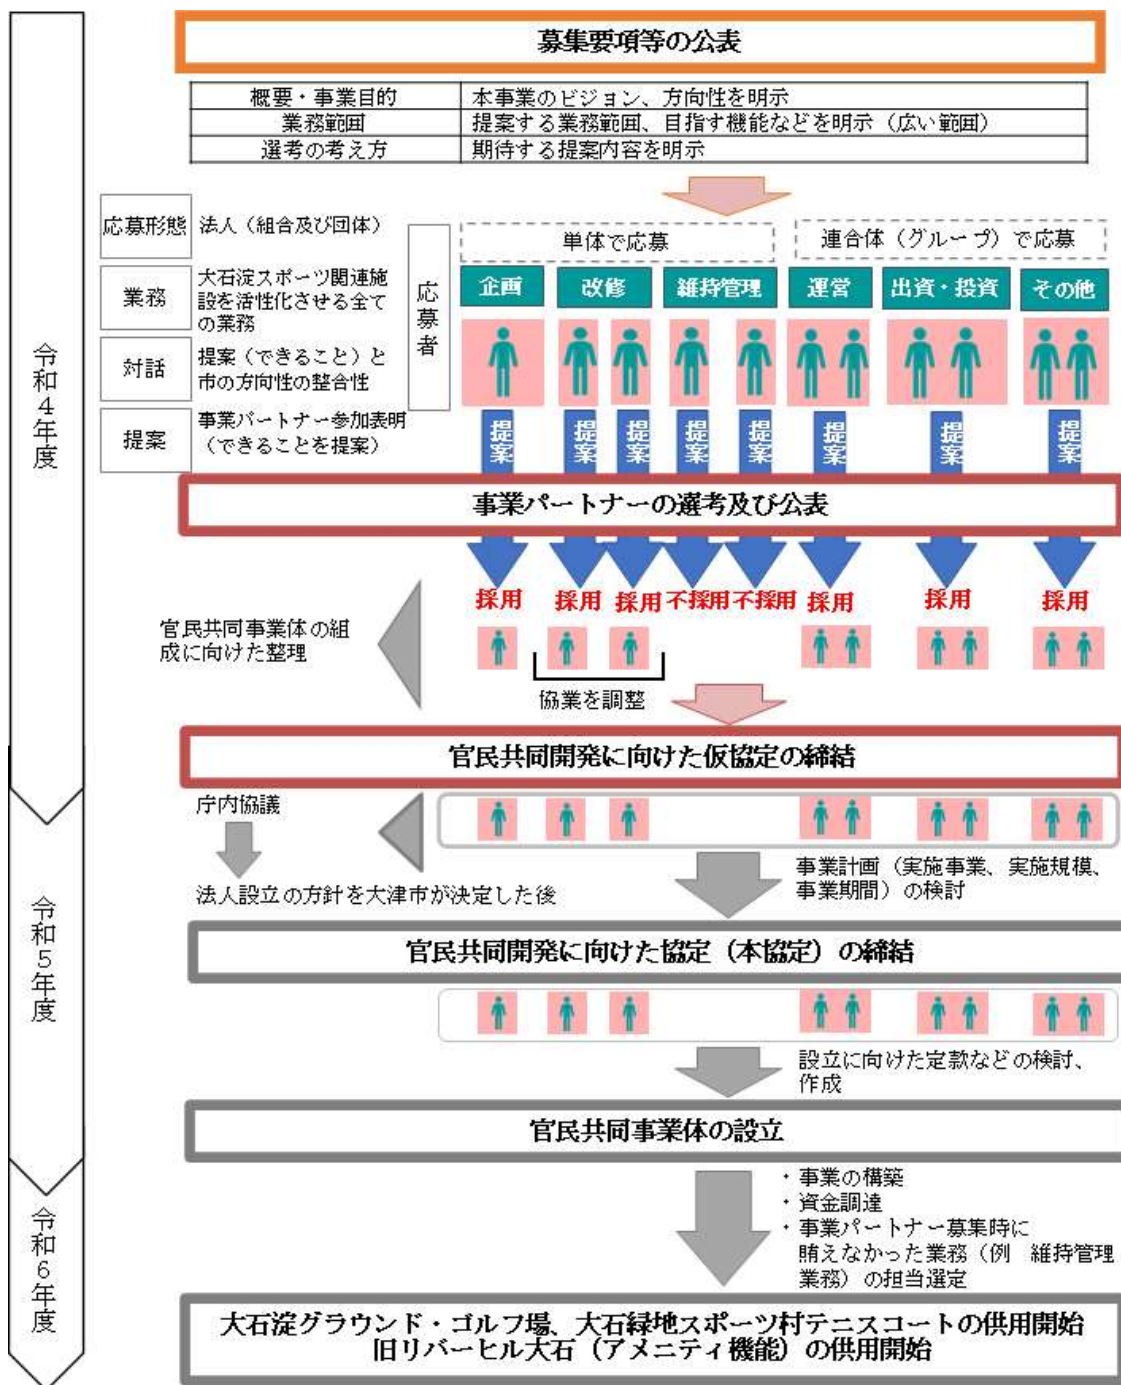 募集要項等の公表
概要・事業目的 本事業のビジョン、方向性を明示
業務範囲 提案する業務範囲、目指す機能などを明示（広い範囲）
選考の考え方 期待する提案内容を明示
応募形態 法人（組合及び団体）
業務 大石淀スポーツ関連施
設を活性化させる全て
の業務
対話 提案（できること）と
市の方向性の整合性
提案 事業パートナー参加表明
（できることを提案）
応募者
単体で応募 連合体（グループ）で応募
企画 改修 維持管理 運営 出資・投資 その他
提案 提案 提案 提案 提案 提案 提案 提案
事業パートナーの選考及び公表
採用 採用 採用 不採用 不採用 採用 採用 採用
官民共同事業体の組
成に向けた整理
協業を調整
官民共同開発に向けた仮協定の締結
庁内協議
法人設立の方針を大津市が決定した後
事業計画（実施事業、実施規模、
事業期間）の検討
官民共同開発に向けた協定（本協定）の締結
設立に向けた定款などの検討、
作成
官民共同事業体の設立
・事業の構築
・資金調達
・事業パートナー募集時に
賄えなかった業務（例　維持管理
業務）の担当選定
大石淀グラウンド・ゴルフ場、大石緑地スポーツ村テニスコートの供用開始
旧リバーヒル大石（アメニティ機能）の供用開始
令和４年度
令和５年度
令和６年度